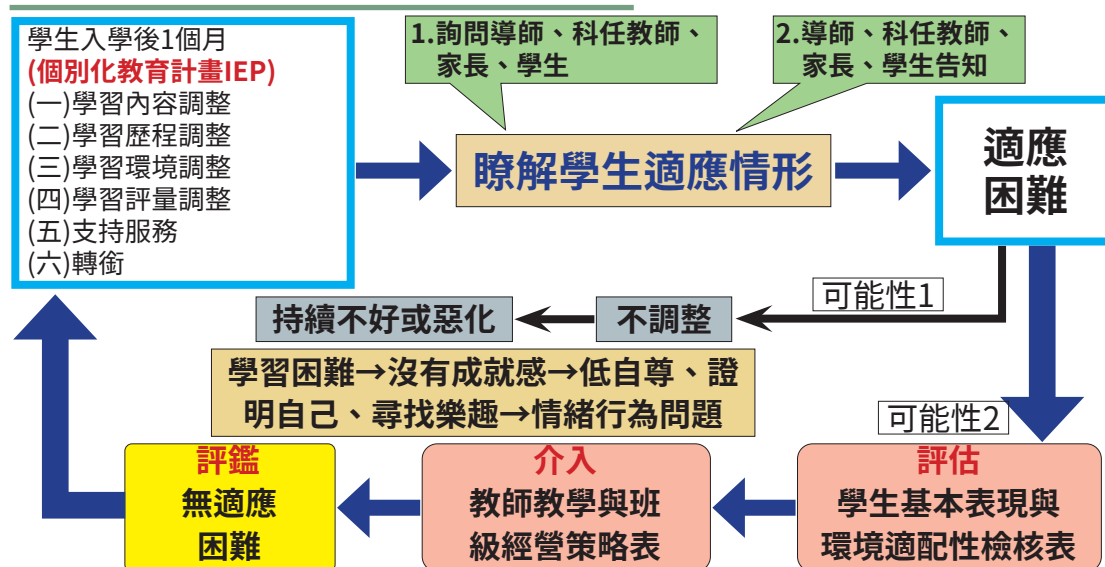 學生入學後1個月
(個別化教育計畫IEP)
(一)學習內容調整
(二)學習歷程調整
(三)學習環境調整
(四)學習評量調整
(五)支持服務
(六)轉銜
1.詢問導師、科任教師、
家長、學生
2.導師、科任教師、
家長、學生告知
瞭解學生適應情形
適應
困難
可能性1
不調整
持續不好或惡化
學習困難→沒有成就感→低自尊、證
明自己、尋找樂趣→情緒行為問題
可能性2
評估
學生基本表現與
環境適配性檢核表
介入
教師教學與班
級經營策略表
評鑑
無適應
困難